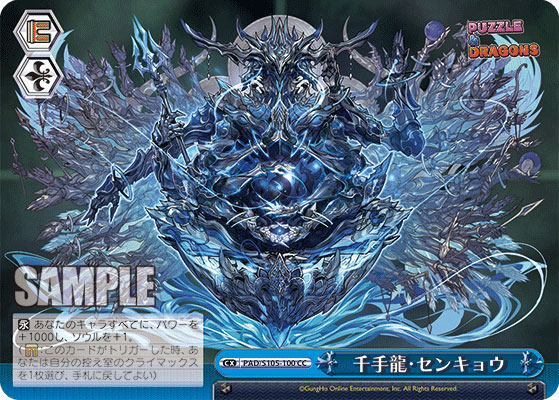 PUZZLE & DRAGONS
SAMPLE
永 あなたのキャラすべてに、パワーを
+1000し、ソウルを+1。
(:このカードがトリガーした時、あな
たは自分の控え室のクライマックス
を1枚選び、手札に戻してよい)
CX
PAD/S105-100 CC
千手龍・センキョウ
©GungHo Online Entertainment, Inc. All Rights Reserved.